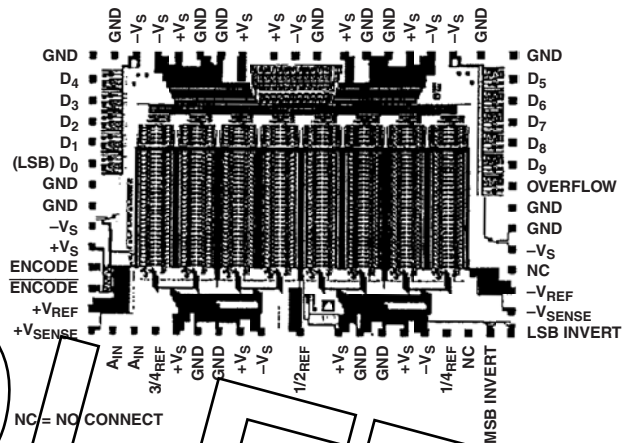 GND
–VS
–VS
+VS
GND
GND
+VS
–VS
GND
+VS
GND
GND
+VS
–VS
–VS
GND
GND
D4
D3
D2
D1
(LSB) D0
GND
GND
–VS
+VS
ENCODE
ENCODE
+VREF
+VSENSE
GND
D5
D6
D7
D8
D9
OVERFLOW
GND
GND
–VS
NC
–VREF
–VSENSE
LSB INVERT
AIN
AIN
3/4REF
+VS
GND
GND
+VS
–VS
1/2REF
+VS
GND
GND
+VS
–VS
1/4REF
NC
MSB INVERT
NC = NO CONNECT